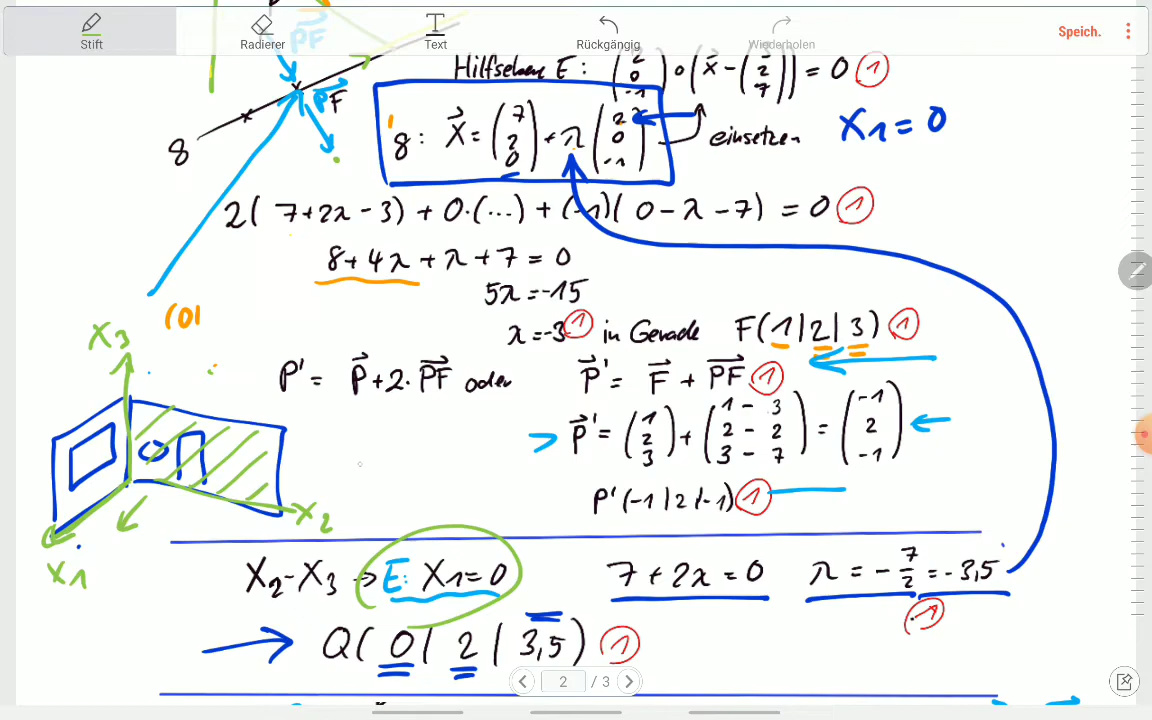 Stift Radierer Text Rückgängig Wiederholen Speich.
PF
Hilfsebene E: (2 0 -1) ∘ (x⃗ - (3 2 7)) = 0 ①
PF
g
g: X⃗ = (7 2 0) + λ (2 0 -1) einsetzen X1 = 0
2( 7+2λ-3) + 0·(...) + (-1)( 0-λ-7) = 0 ①
8+4λ+λ+7 = 0
5λ = -15
(0|
λ = -3 ① in Gerade F(1|2|3) ①
X3
P' = P⃗+2·PF⃗ oder P⃗' = F⃗ + PF⃗ ①
P⃗' = (1 2 3) + (1-3 2-2 3-7) = (-1 2 -1)
P'(-1|2|-1) ①
X2
X1
X2-X3 → E: X1=0 7+2λ=0 λ = -7/2 = -3,5
①
Q( 0 | 2 | 3,5) ①
2 / 3